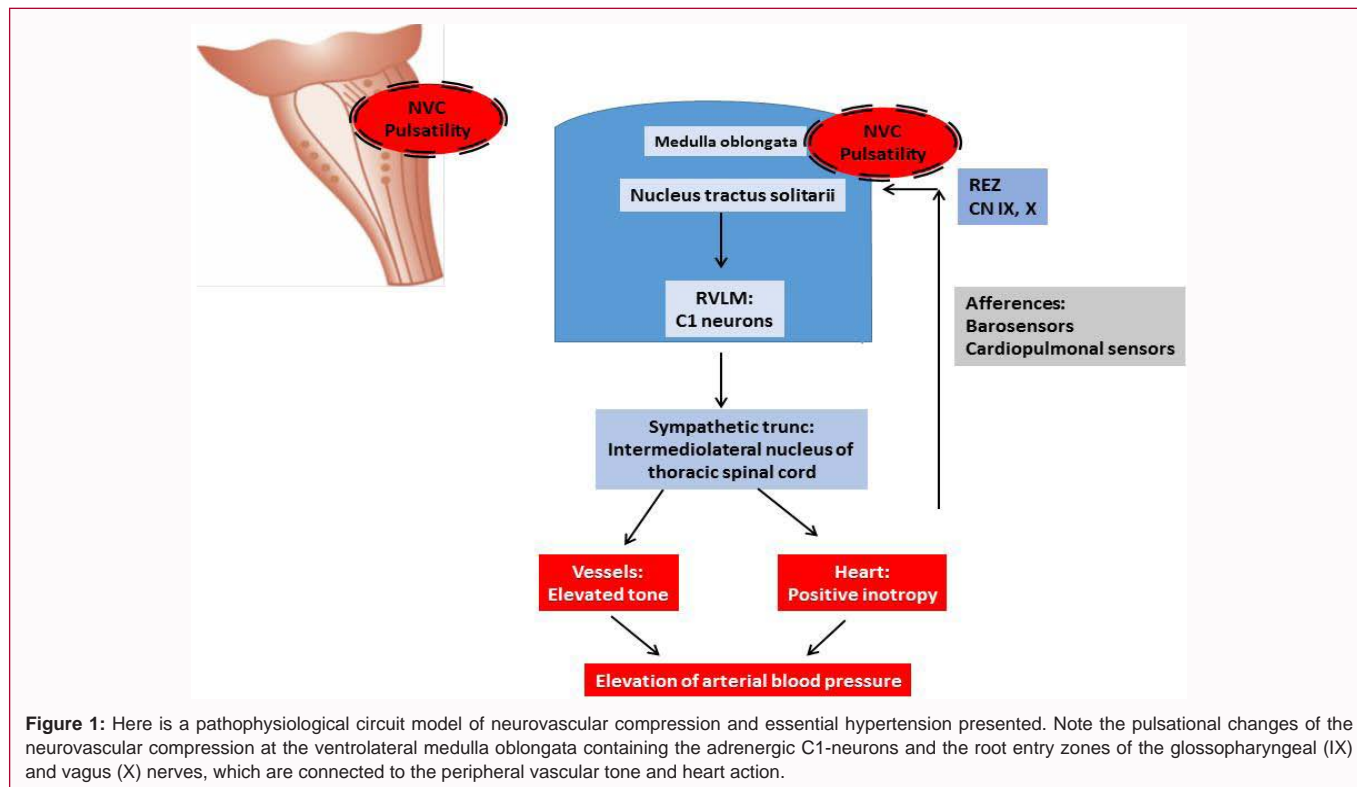 NVC
Pulsatility
Medulla oblongata
NVC
Pulsatility
Nucleus tractus solitarii
REZ
CN IX, X
RVLM:
C1 neurons
Afferences:
Barosensors
Cardiopulmonal sensors
Sympathetic trunc:
Intermediolateral nucleus of
thoracic spinal cord
Vessels:
Elevated tone
Heart:
Positive inotropy
Elevation of arterial blood pressure
Figure 1: Here is a pathophysiological circuit model of neurovascular compression and essential hypertension presented. Note the pulsational changes of the
neurovascular compression at the ventrolateral medulla oblongata containing the adrenergic C1-neurons and the root entry zones of the glossopharyngeal (IX)
and vagus (X) nerves, which are connected to the peripheral vascular tone and heart action.